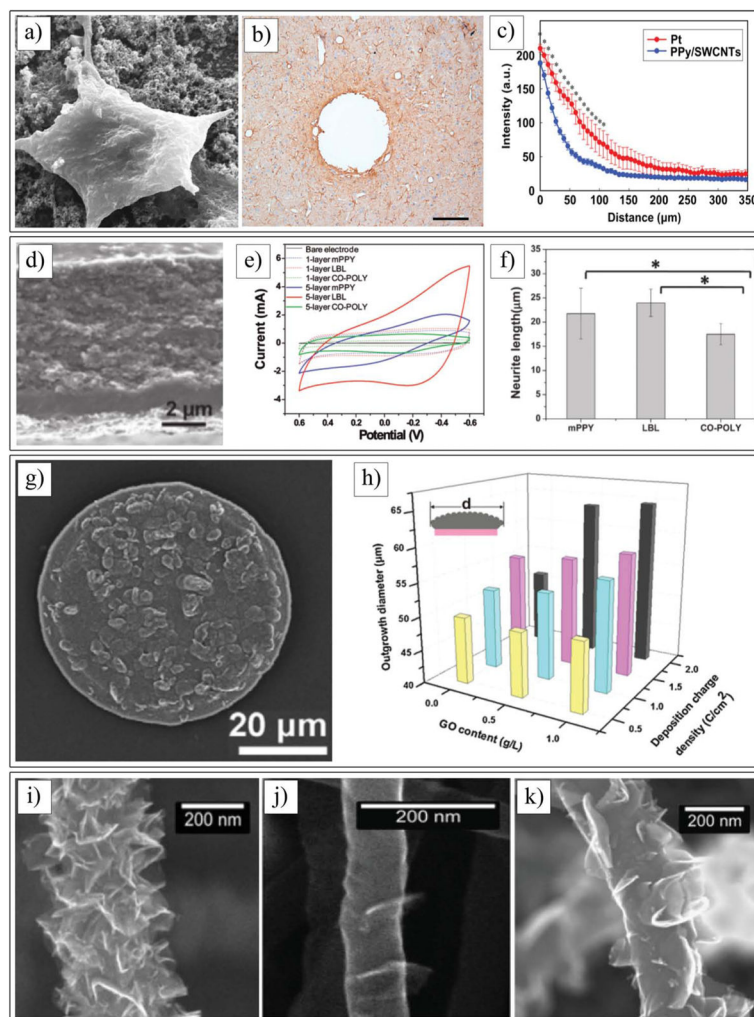 a)
b)
c)
Intensity (a.u.)
200
150
100
50
0
Pt
PPy/SWCNTs
0 50 100 150 200 250 300 350
Distance (µm)
d)
2 µm
e)
Current (mA)
6
4
2
0
-2
-4
Bare electrode
1-layer mPPY
1-layer LBL
1-layer CO-POLY
5-layer mPPY
5-layer LBL
5-layer CO-POLY
0.6 0.4 0.2 0.0 -0.2 -0.4 -0.6
Potential (V)
f)
Neurite length(µm)
35
30
25
20
15
10
5
0
*
*
mPPY LBL CO-POLY
g)
20 µm
h)
d
Outgrowth diameter (µm)
65
60
55
50
45
40
0.0
0.5
1.0
GO content (g/L)
2.0
1.5
1.0
0.5
Deposition charge
density (C/cm²)
i)
200 nm
j)
200 nm
k)
200 nm